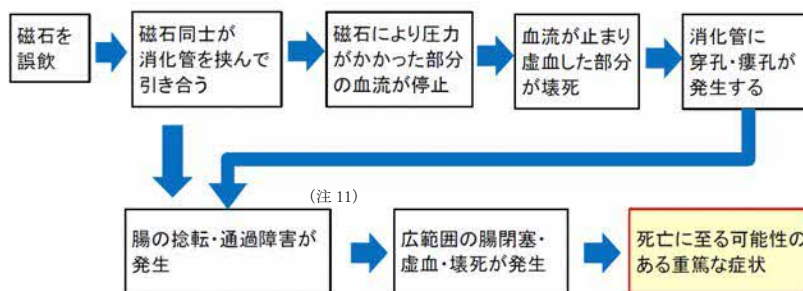 磁石を
誤飲
磁石同士が
消化管を挟んで
引き合う
磁石により圧力
がかかった部分
の血流が停止
血流が止まり
虚血した部分
が壊死
消化管に
穿孔・瘻孔が
発生する
(注 11)
腸の捻転・通過障害が
発生
広範囲の腸閉塞・
虚血・壊死が発生
死亡に至る可能性の
ある重篤な症状